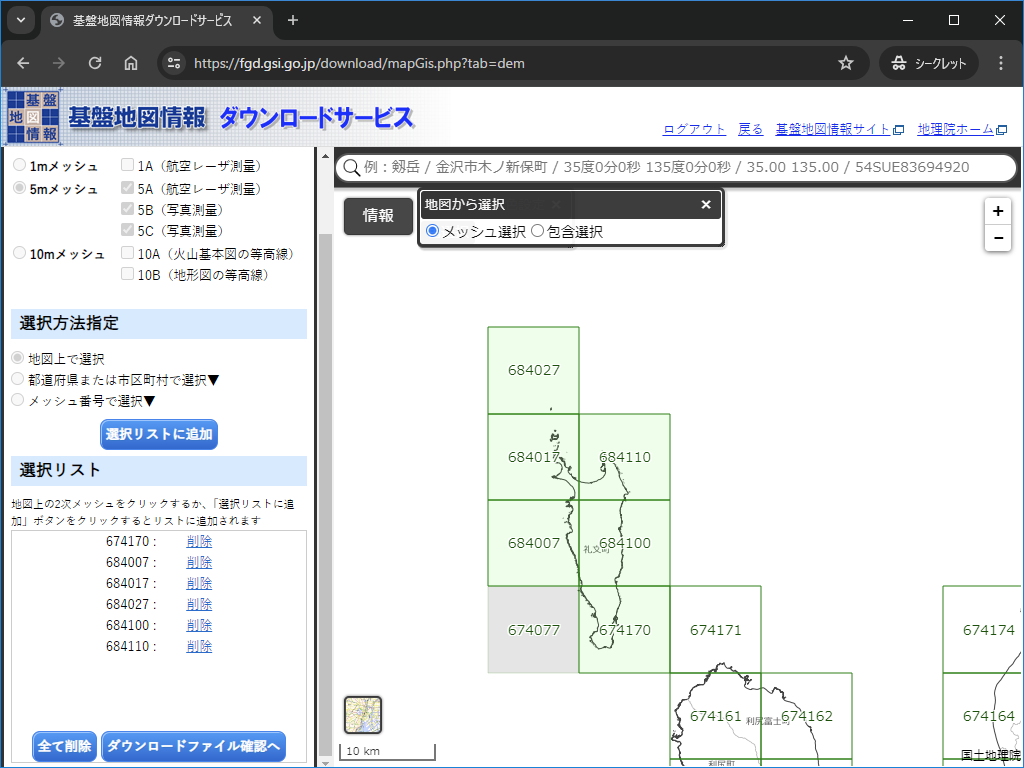 基盤地図情報ダウンロードサービス
https://fgd.gsi.go.jp/download/mapGis.php?tab=dem
シークレット
基盤
地図
情報
基盤地図情報 ダウンロードサービス
ログアウト 戻る 基盤地図情報サイト 地理院ホーム
1mメッシュ 1A（航空レーザ測量）
5mメッシュ 5A（航空レーザ測量）
5B（写真測量）
5C（写真測量）
10mメッシュ 10A（火山基本図の等高線）
10B（地形図の等高線）
選択方法指定
地図上で選択
都道府県または市区町村で選択▼
メッシュ番号で選択▼
選択リストに追加
選択リスト
地図上の2次メッシュをクリックするか、「選択リストに追
加」ボタンをクリックするとリストに追加されます
674170 : 削除
684007 : 削除
684017 : 削除
684027 : 削除
684100 : 削除
684110 : 削除
全て削除 ダウンロードファイル確認へ
例：剱岳 / 金沢市木ノ新保町 / 35度0分0秒 135度0分0秒 / 35.00 135.00 / 54SUE83694920
情報
地図から選択
メッシュ選択 包含選択
+
−
684027
684017 684110
684007 684100
礼文町
674077 674170 674171 674174
674161 674162 674164
利尻富士町
利尻町
10 km
国土地理院